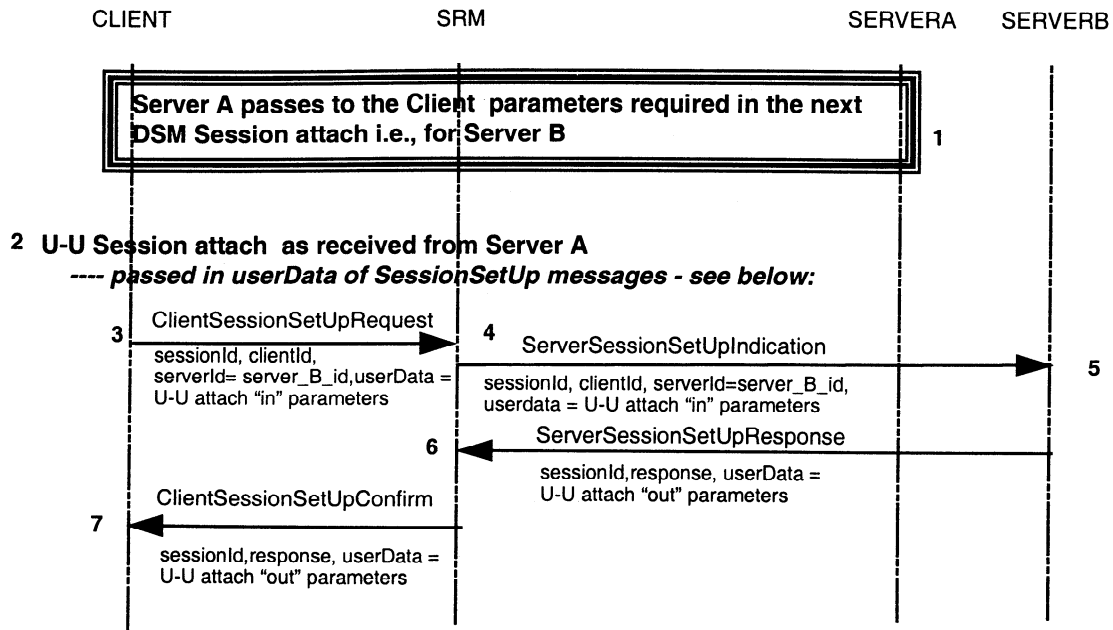 CLIENT SRM SERVERA SERVERB
Server A passes to the Client parameters required in the next
DSM Session attach i.e., for Server B
1
2 U-U Session attach as received from Server A
---- passed in userData of SessionSetUp messages - see below:
3 ClientSessionSetUpRequest
sessionId, clientId,
serverId= server_B_id,userData =
U-U attach “in” parameters
4 ServerSessionSetUpIndication
5
sessionId, clientId, serverId=server_B_id,
userdata = U-U attach “in” parameters
6 ServerSessionSetUpResponse
sessionId,response, userData =
U-U attach “out” parameters
ClientSessionSetUpConfirm
7
sessionId,response, userData =
U-U attach “out” parameters